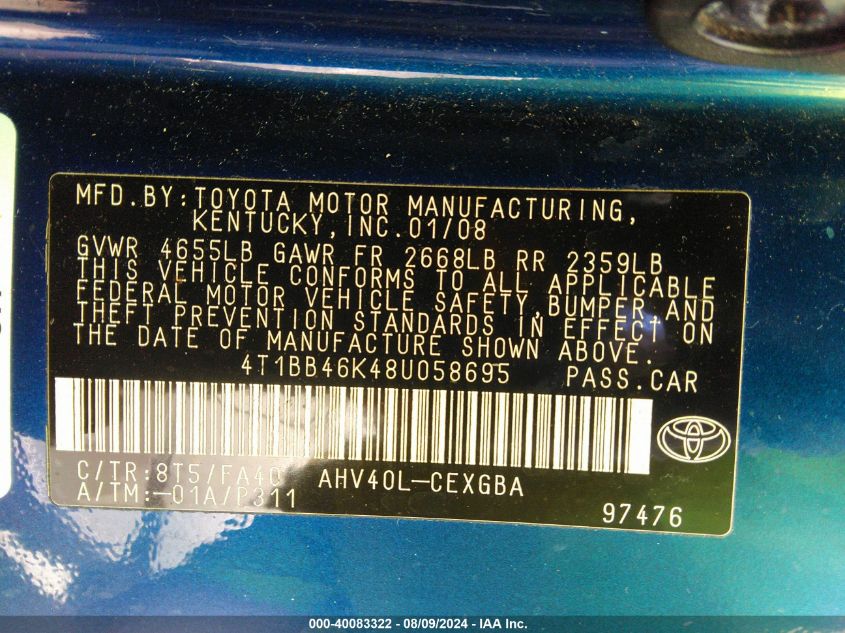 MFD.BY:TOYOTA MOTOR MANUFACTURING,
KENTUCKY,INC.01/08
GVWR 4655LB GAWR FR 2668LB RR 2359LB
THIS VEHICLE CONFORMS TO ALL APPLICABLE
FEDERAL MOTOR VEHICLE SAFETY,BUMPER,AND
THEFT PREVENTION STANDARDS IN EFFECT ON
THE DATE OF MANUFACTURE SHOWN ABOVE.
4T1BB46K48U058695 PASS.CAR
C/TR:8T5/FA40 AHV40L-CEXGBA
A/TM:-01A/P311
97476
000-40083322 - 08/09/2024 - IAA Inc.